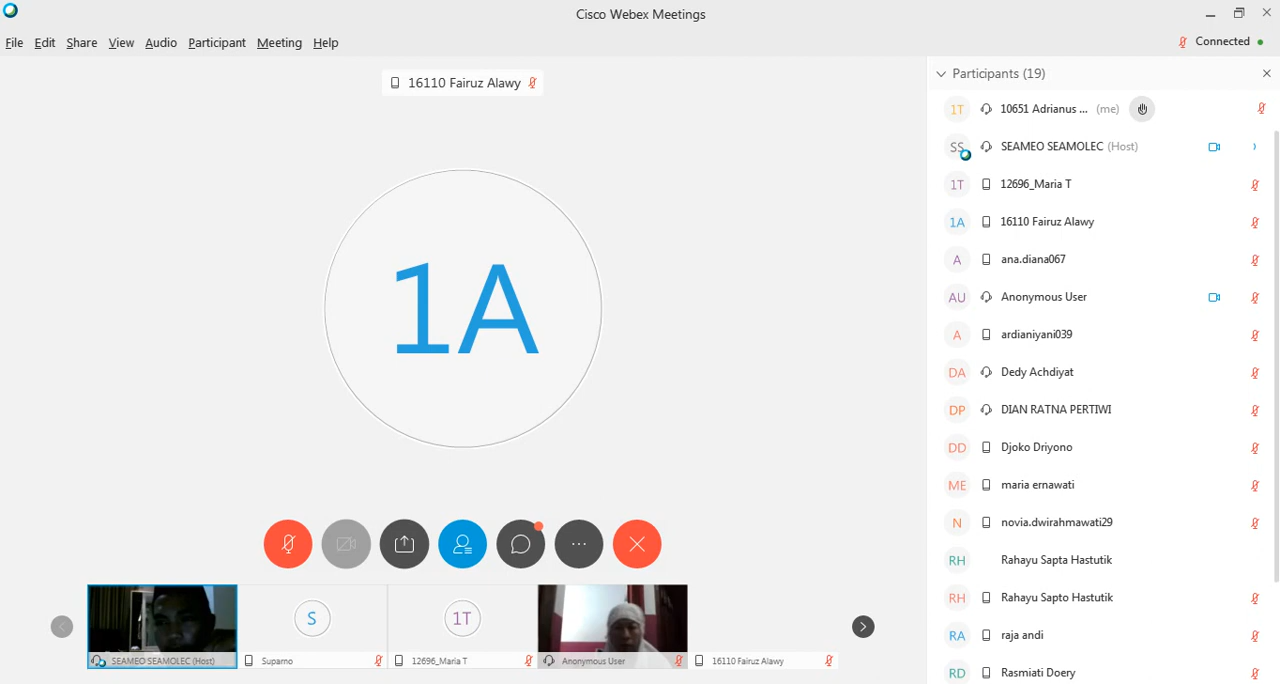 Cisco Webex Meetings
File Edit Share View Audio Participant Meeting Help
Connected
16110 Fairuz Alawy
1A
SEAMEO SEAMOLEC (Host)
S
Suparno
1T
12696_Maria T
Anonymous User
16110 Fairuz Alawy
Participants (19)
1T 10651 Adrianus ... (me)
SS SEAMEO SEAMOLEC (Host)
1T 12696_Maria T
1A 16110 Fairuz Alawy
A ana.diana067
AU Anonymous User
A ardianiyani039
DA Dedy Achdiyat
DP DIAN RATNA PERTIWI
DD Djoko Driyono
ME maria ernawati
N novia.dwirahmawati29
RH Rahayu Sapta Hastutik
RH Rahayu Sapto Hastutik
RA raja andi
RD Rasmiati Doery